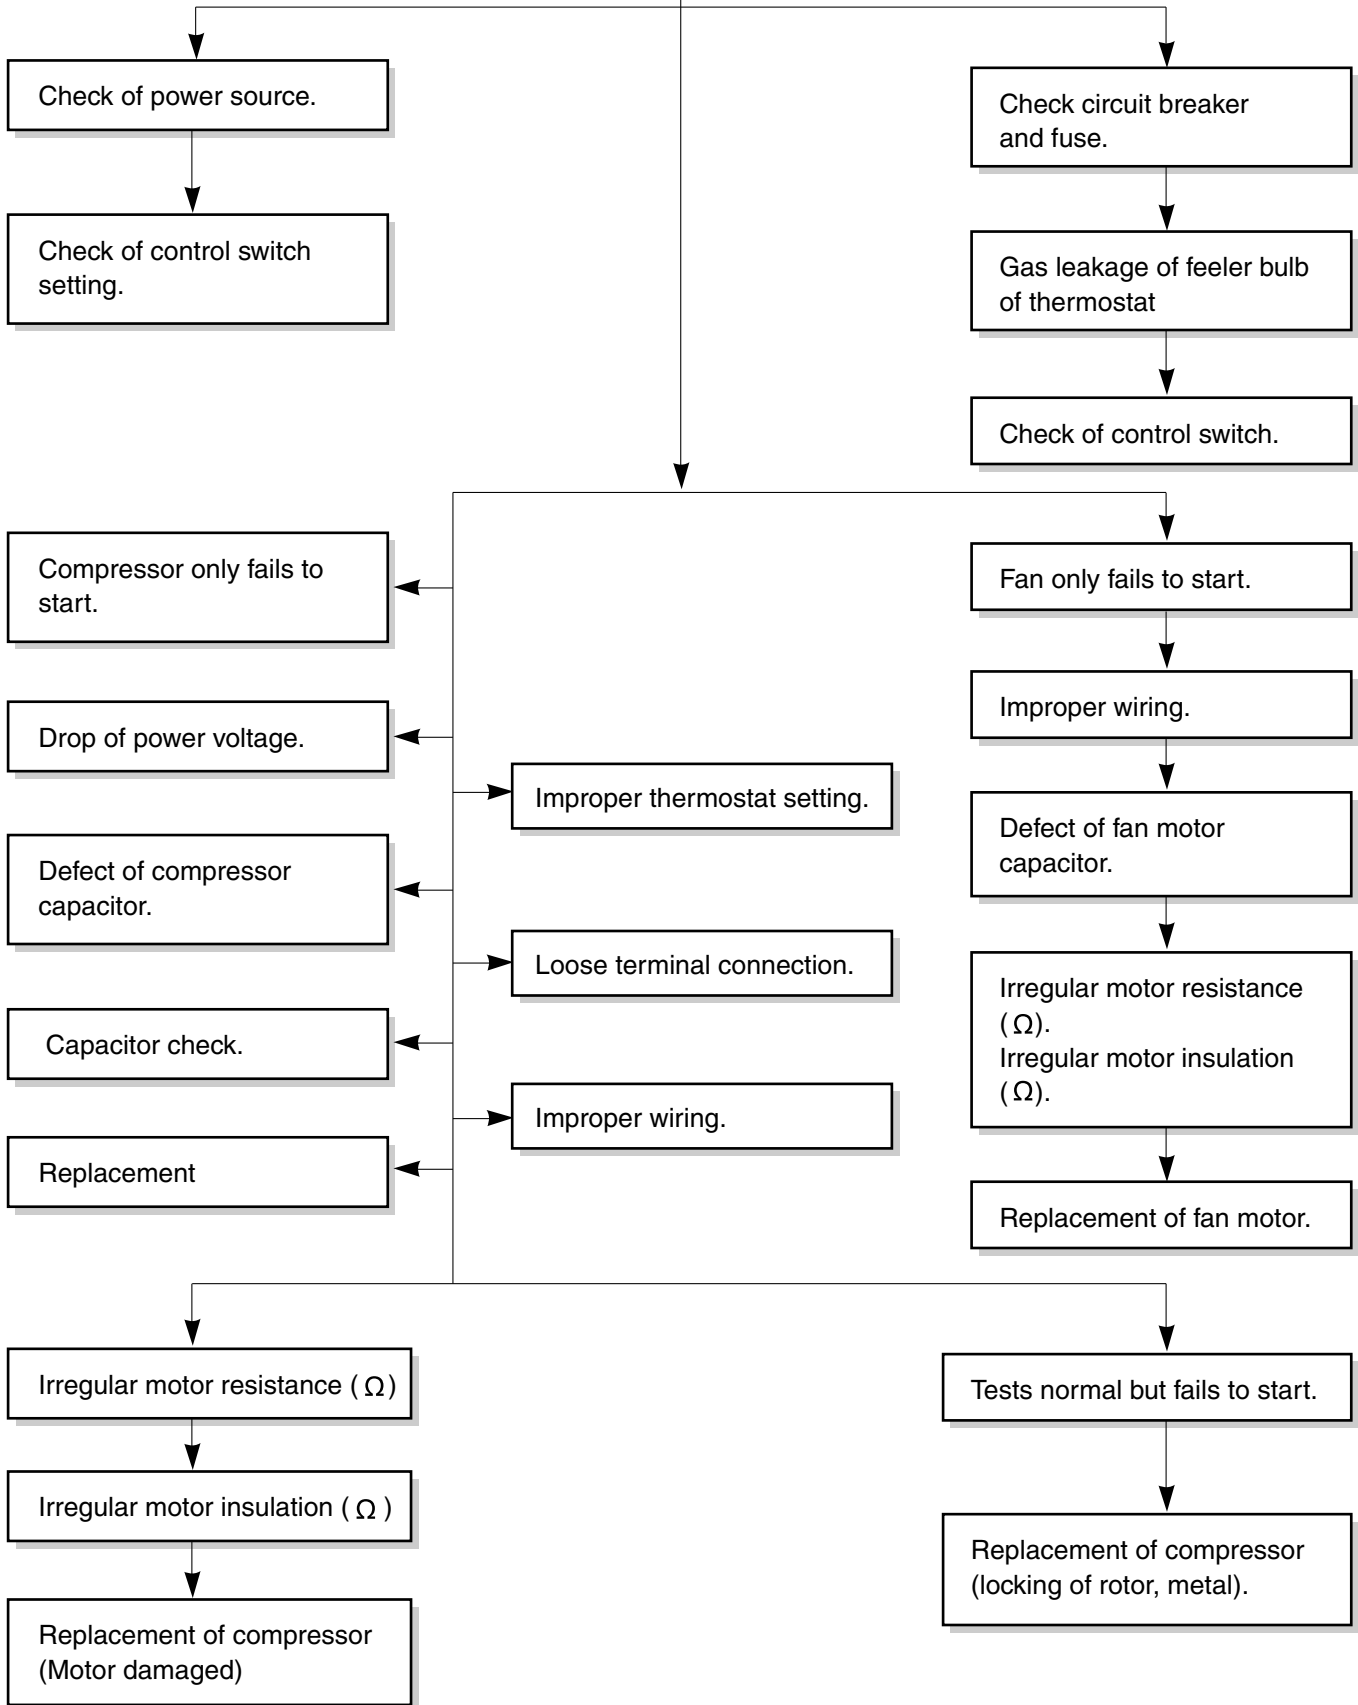 Check of power source.
Check of control switch
setting.
Check circuit breaker
and fuse.
Gas leakage of feeler bulb
of thermostat
Check of control switch.
Compressor only fails to
start.
Drop of power voltage.
Defect of compressor
capacitor.
Capacitor check.
Replacement
Improper thermostat setting.
Loose terminal connection.
Improper wiring.
Fan only fails to start.
Improper wiring.
Defect of fan motor
capacitor.
Irregular motor resistance
(Ω).
Irregular motor insulation
(Ω).
Replacement of fan motor.
Irregular motor resistance (Ω)
Irregular motor insulation (Ω)
Replacement of compressor
(Motor damaged)
Tests normal but fails to start.
Replacement of compressor
(locking of rotor, metal).